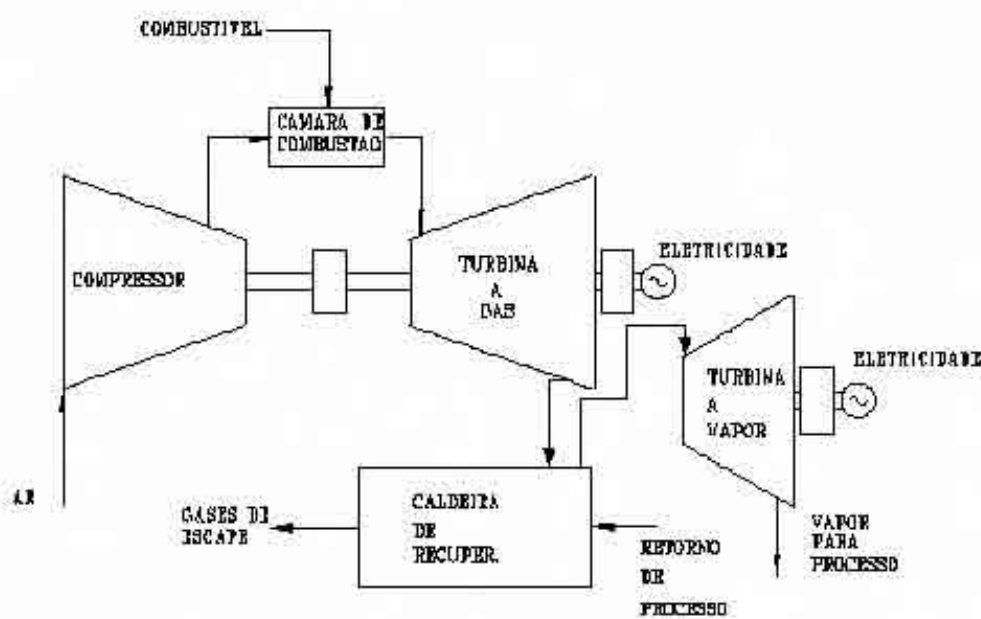 COMBUSTIVEL
CAMARA DE
COMBUSTAO
COMPRESSOR
TURBINA
A
GAS
ELETRICIDADE
ELETRICIDADE
TURBINA
A
VAPOR
AR
GASES DE
ESCAPE
CALDEIRA
DE
RECUPER.
RETORNO
DE
PROCESSO
VAPOR
PARA
PROCESSO